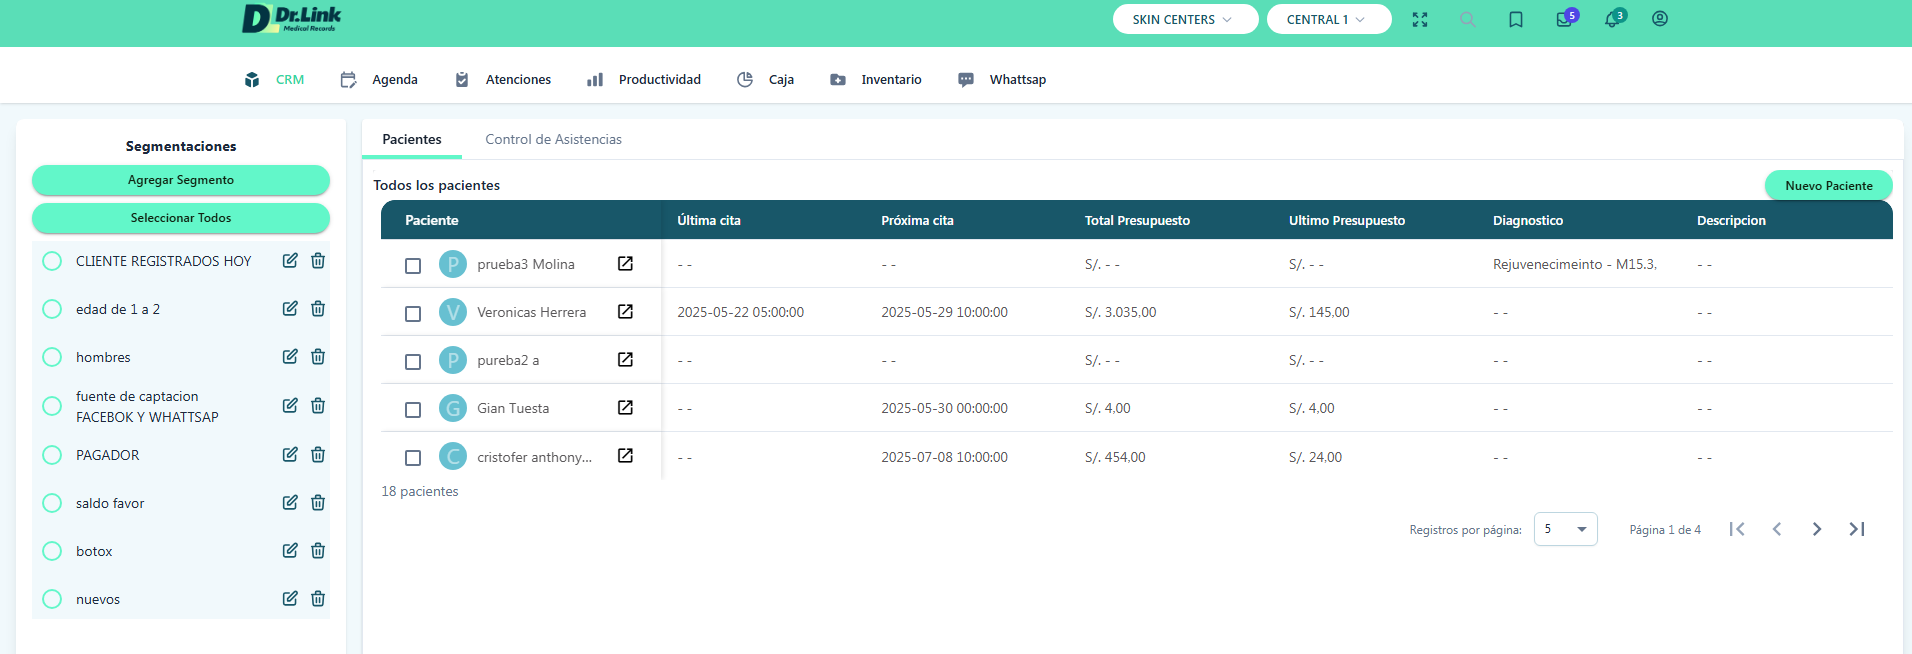 Dr.Link
Medical Records
SKIN CENTERS
CENTRAL 1
5
3
CRM
Agenda
Atenciones
Productividad
Caja
Inventario
Whattsap
Segmentaciones
Agregar Segmento
Seleccionar Todos
CLIENTE REGISTRADOS HOY
edad de 1 a 2
hombres
fuente de captacion
FACEBOK Y WHATTSAP
PAGADOR
saldo favor
botox
nuevos
Pacientes Control de Asistencias
Todos los pacientes
Nuevo Paciente
Paciente Última cita Próxima cita Total Presupuesto Ultimo Presupuesto Diagnostico Descripcion
P prueba3 Molina - - - - S/. - - S/. - - Rejuvenecimeinto - M15.3, - -
V Veronicas Herrera 2025-05-22 05:00:00 2025-05-29 10:00:00 S/. 3.035,00 S/. 145,00 - - - -
P pureba2 a - - - - S/. - - S/. - - - - - -
G Gian Tuesta - - 2025-05-30 00:00:00 S/. 4,00 S/. 4,00 - - - -
C cristofer anthony... - - 2025-07-08 10:00:00 S/. 454,00 S/. 24,00 - - - -
18 pacientes
Registros por página: 5 Página 1 de 4